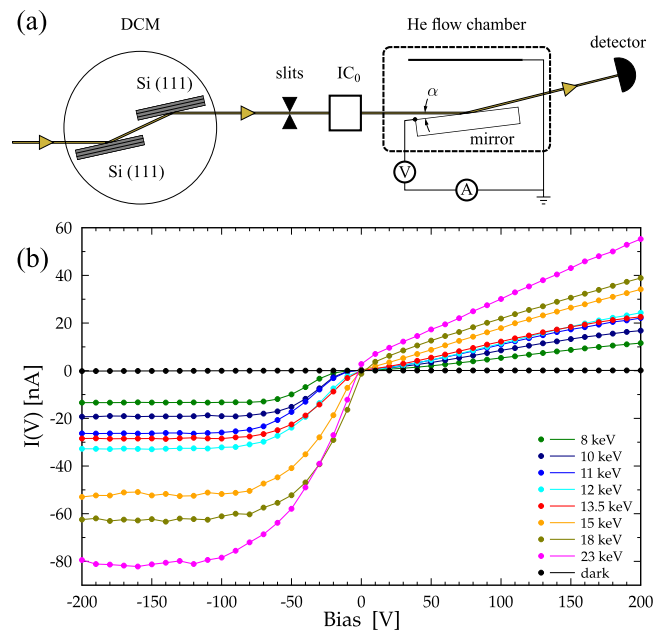 (a)
DCM
He flow chamber
detector
Si (111)
slits
IC0
α
Si (111)
mirror
V
A
(b)
60
40
20
0
-20
-40
-60
-80
I(V) [nA]
8 keV
10 keV
11 keV
12 keV
13.5 keV
15 keV
18 keV
23 keV
dark
-200 -150 -100 -50 0 50 100 150 200
Bias [V]